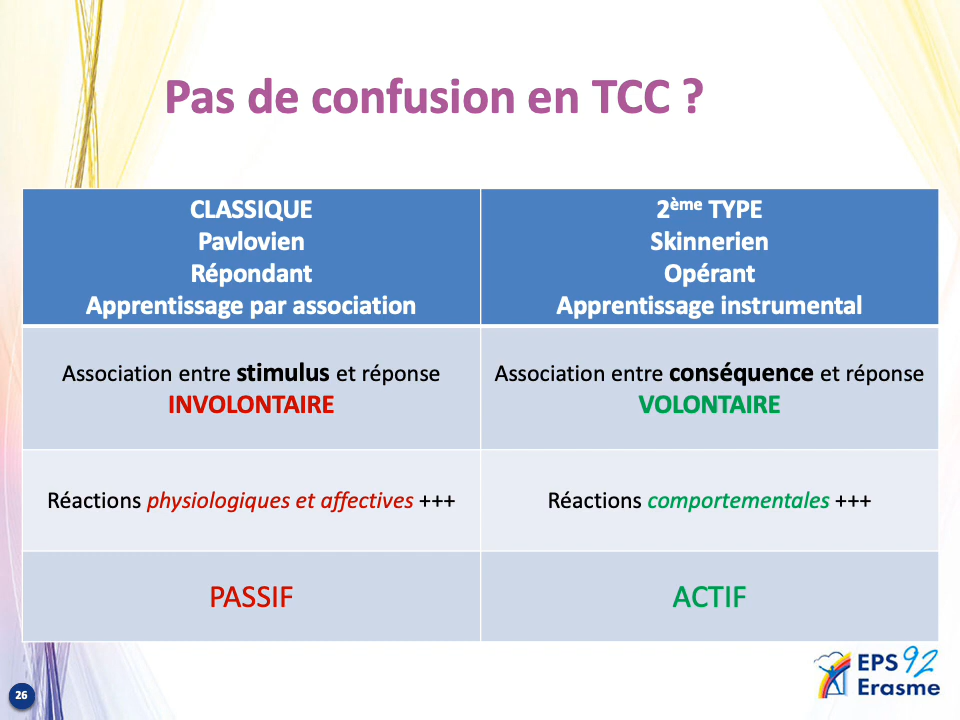 Pas de confusion en TCC ?
CLASSIQUE
Pavlovien
Répondant
Apprentissage par association
2ème TYPE
Skinnerien
Opérant
Apprentissage instrumental
Association entre stimulus et réponse
INVOLONTAIRE
Association entre conséquence et réponse
VOLONTAIRE
Réactions physiologiques et affectives +++
Réactions comportementales +++
PASSIF
ACTIF
26
EPS 92
Erasme